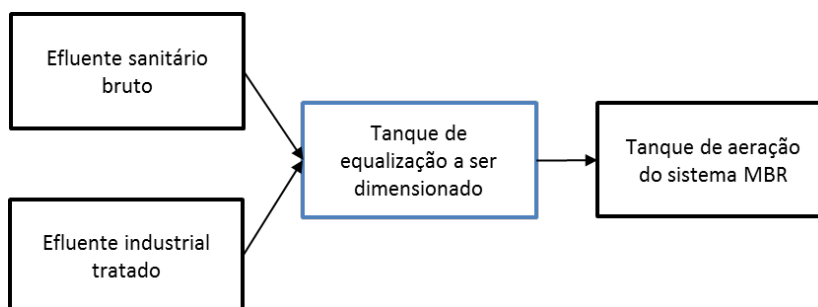 Efluente sanitário
bruto
Efluente industrial
tratado
Tanque de
equalização a ser
dimensionado
Tanque de aeração
do sistema MBR